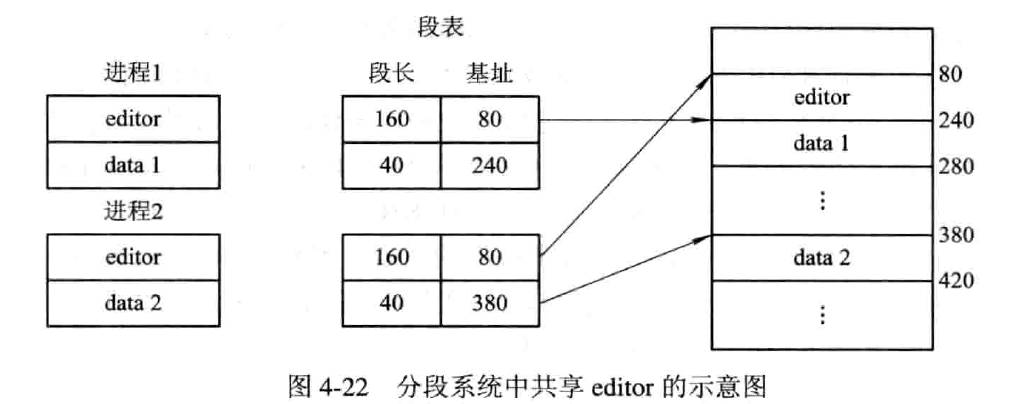 段表
进程1
段长 基址
editor 160 80
data 1 40 240
进程2
editor 160 80
data 2 40 380
80
editor
240
data 1
280
⋮
380
data 2
420
⋮
图 4-22 分段系统中共享 editor 的示意图